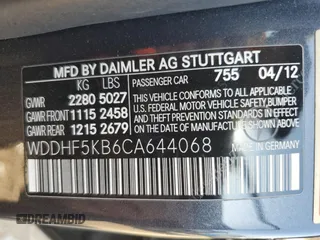 MFD BY DAIMLER AG STUTTGART
KG LBS PASSENGER CAR 755 04/12
GVWR 2280 5027
GAWR FRONT 1115 2458
GAWR REAR 1215 2679
THIS VEHICLE CONFORMS TO ALL APPLICABLE
U.S. FEDERAL MOTOR VEHICLE SAFETY, BUMPER,
AND THEFT PREVENTION STANDARDS IN EFFECT
ON THE DATE OF MANUFACTURE SHOWN ABOVE.
WDDHF5KB6CA644068
MADE IN GERMANY
DREAMBID